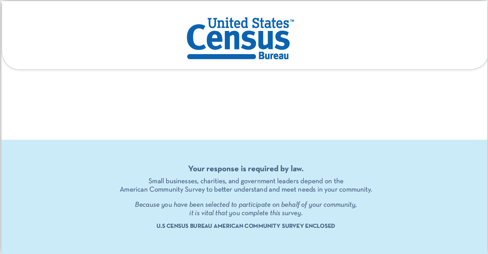 United States™
Census
Bureau
Your response is required by law.
Small businesses, charities, and government leaders depend on the
American Community Survey to better understand and meet needs in your community.
Because you have been selected to participate on behalf of your community,
it is vital that you complete this survey.
U.S CENSUS BUREAU AMERICAN COMMUNITY SURVEY ENCLOSED